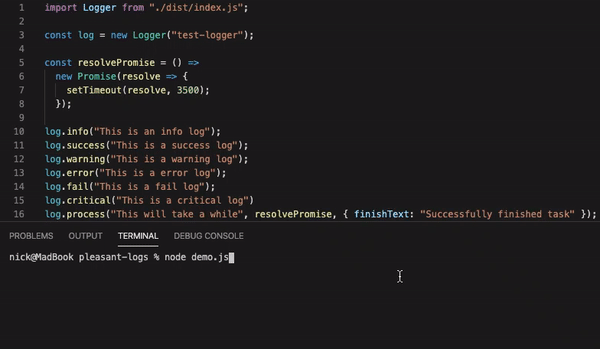 1 import Logger from "./dist/index.js";
2
3 const log = new Logger("test-logger");
4
5 const resolvePromise = () =>
6 new Promise(resolve => {
7 setTimeout(resolve, 3500);
8 });
9
10 log.info("This is an info log");
11 log.success("This is a success log");
12 log.warning("This is a warning log");
13 log.error("This is a error log");
14 log.fail("This is a fail log");
15 log.critical("This is a critical log")
16 log.process("This will take a while", resolvePromise, { finishText: "Successfully finished task" });
PROBLEMS OUTPUT TERMINAL DEBUG CONSOLE
nick@MadBook pleasant-logs % node demo.js